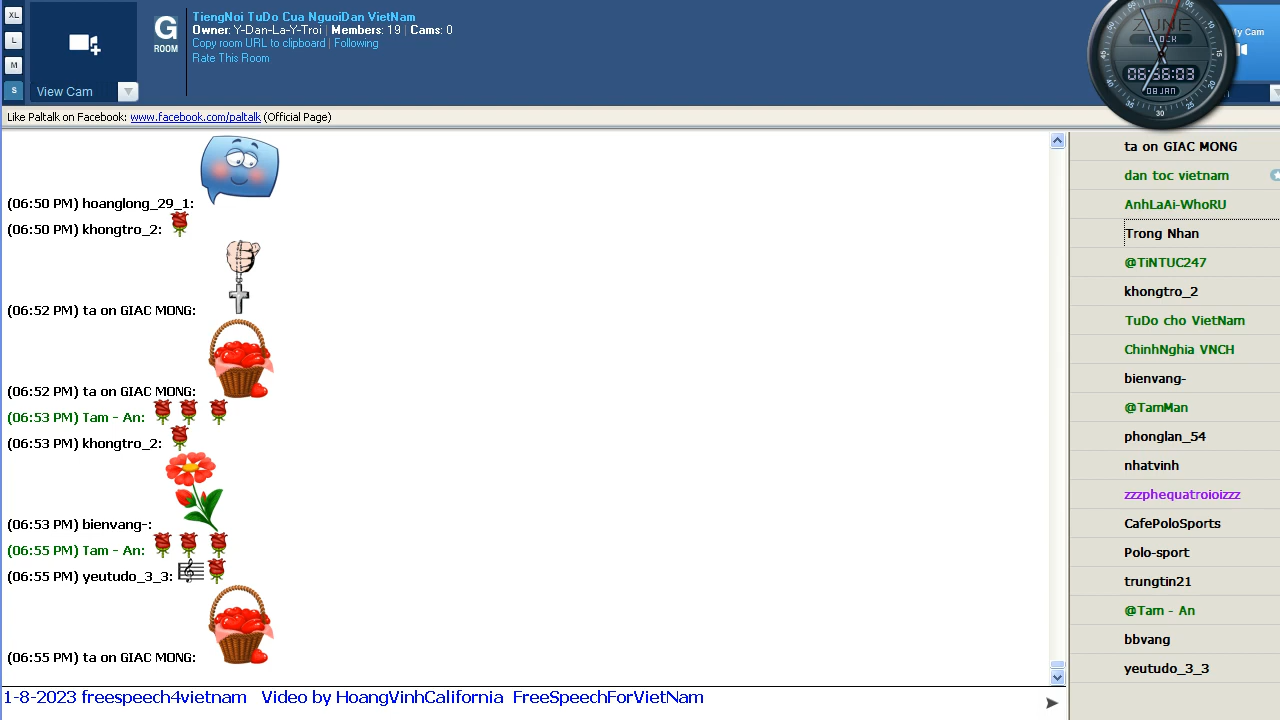 XL
L
M
S
View Cam
G
ROOM
TiengNoi TuDo Cua NguoiDan VietNam
Owner: Y-Dan-La-Y-Troi | Members: 19 | Cams: 0
Copy room URL to clipboard | Following
Rate This Room
ZUNE
CLOCK
06:56:03
08 JAN
My Cam
Like Paltalk on Facebook: www.facebook.com/paltalk (Official Page)
(06:50 PM) hoanglong_29_1:
(06:50 PM) khongtro_2:
(06:52 PM) ta on GIAC MONG:
(06:52 PM) ta on GIAC MONG:
(06:53 PM) Tam - An:
(06:53 PM) khongtro_2:
(06:53 PM) bienvang-:
(06:55 PM) Tam - An:
(06:55 PM) yeutudo_3_3:
(06:55 PM) ta on GIAC MONG:
1-8-2023 freespeech4vietnam Video by HoangVinhCalifornia FreeSpeechForVietNam
ta on GIAC MONG
dan toc vietnam
AnhLaAi-WhoRU
Trong Nhan
@TiNTUC247
khongtro_2
TuDo cho VietNam
ChinhNghia VNCH
bienvang-
@TamMan
phonglan_54
nhatvinh
zzzphequatroioizzz
CafePoloSports
Polo-sport
trungtin21
@Tam - An
bbvang
yeutudo_3_3